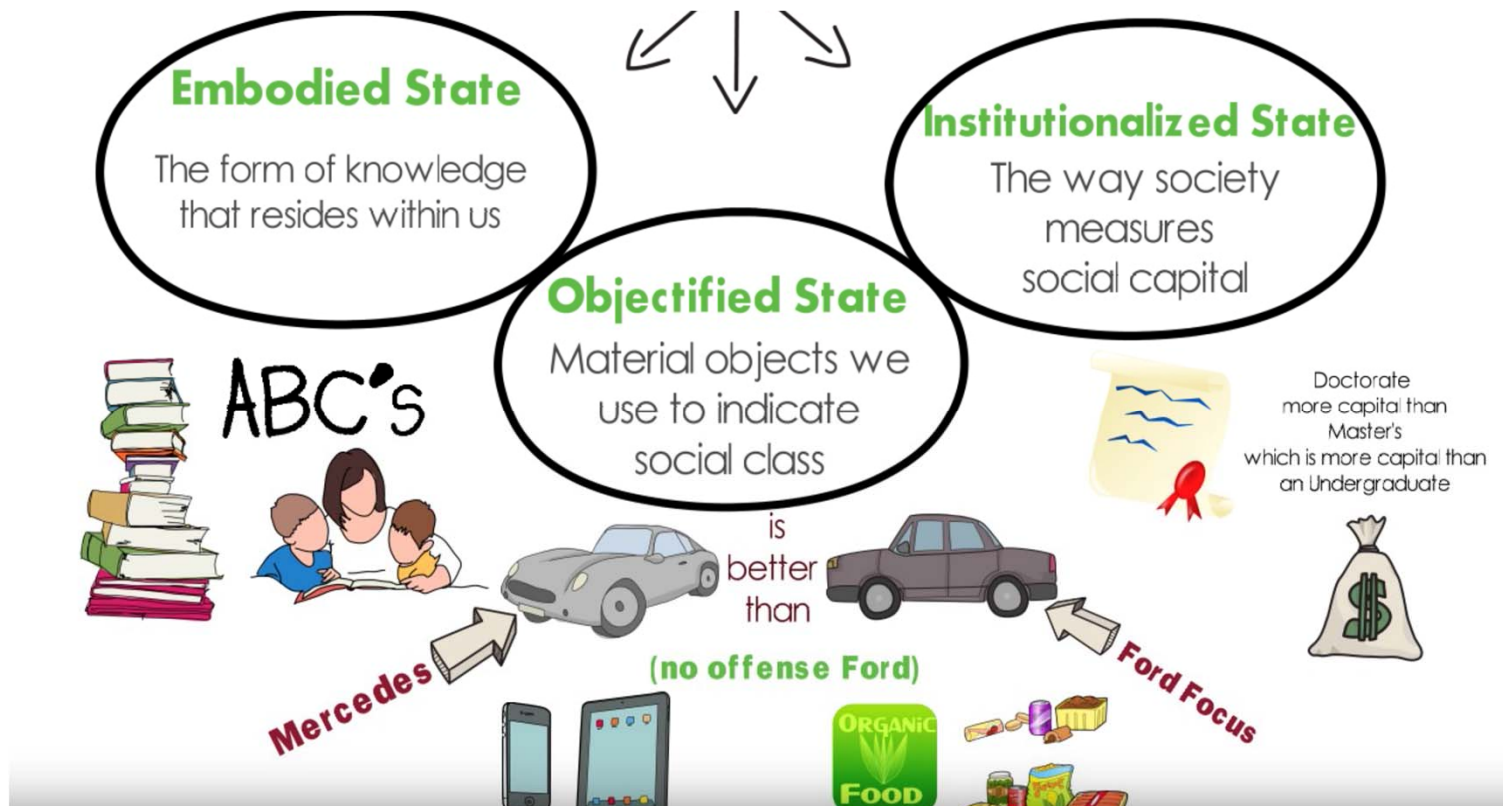 Embodied State
The form of knowledge
that resides within us
Objectified State
Material objects we
use to indicate
social class
Institutionalized State
The way society
measures
social capital
ABC's
Doctorate
more capital than
Master's
which is more capital than
an Undergraduate
Mercedes
is
better
than
Ford Focus
(no offense Ford)
ORGANIC
FOOD